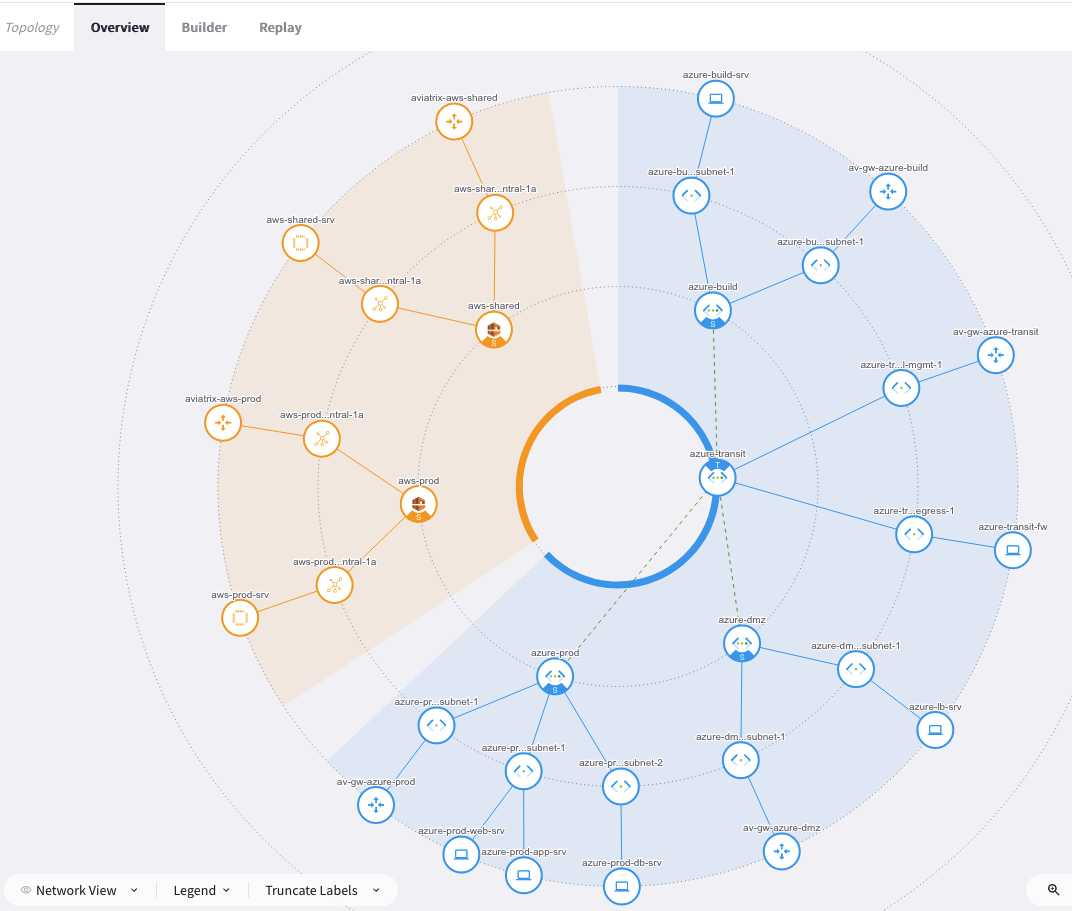 Topology
Overview
Builder
Replay
azure-build-srv
aviatrix-aws-shared
azure-bu...subnet-1
av-gw-azure-build
aws-shar...ntral-1a
aws-shared-srv
azure-bu...subnet-1
aws-shar...ntral-1a
azure-build
S
aws-shared
S
av-gw-azure-transit
azure-tr...l-mgmt-1
aviatrix-aws-prod
aws-prod...ntral-1a
azure-transit
T
aws-prod
S
azure-tr...egress-1
azure-transit-fw
aws-prod...ntral-1a
aws-prod-srv
azure-dmz
S
azure-dm...subnet-1
azure-prod
S
azure-pr...subnet-1
azure-lb-srv
azure-dm...subnet-1
azure-pr...subnet-1
azure-pr...subnet-2
av-gw-azure-prod
azure-prod-web-srv
av-gw-azure-dmz
azure-prod-app-srv
azure-prod-db-srv
Network View
Legend
Truncate Labels